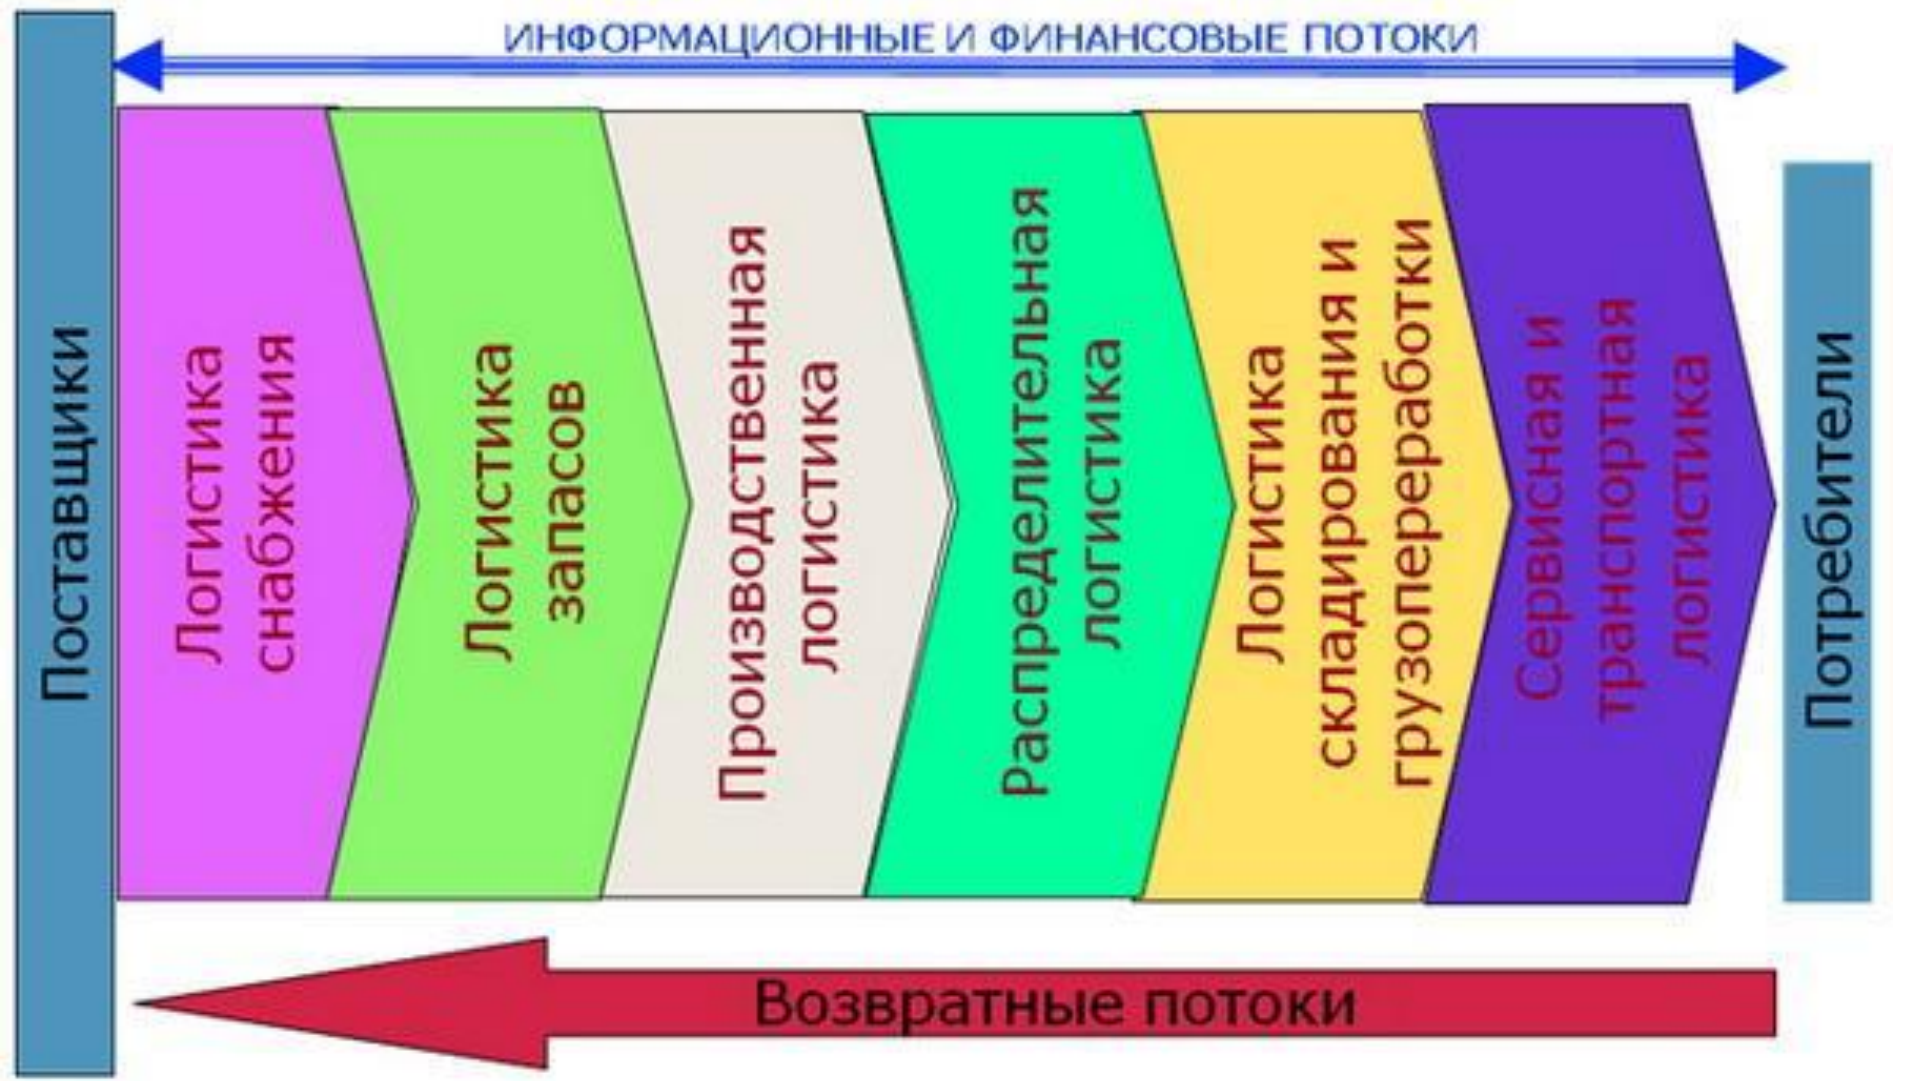 ИНФОРМАЦИОННЫЕ И ФИНАНСОВЫЕ ПОТОКИ
Поставщики
Логистика
снабжения
Логистика
запасов
Производственная
логистика
Распределительная
логистика
Логистика
складирования и
грузопереработки
Сервисная и
транспортная
логистика
Потребители
Возвратные потоки